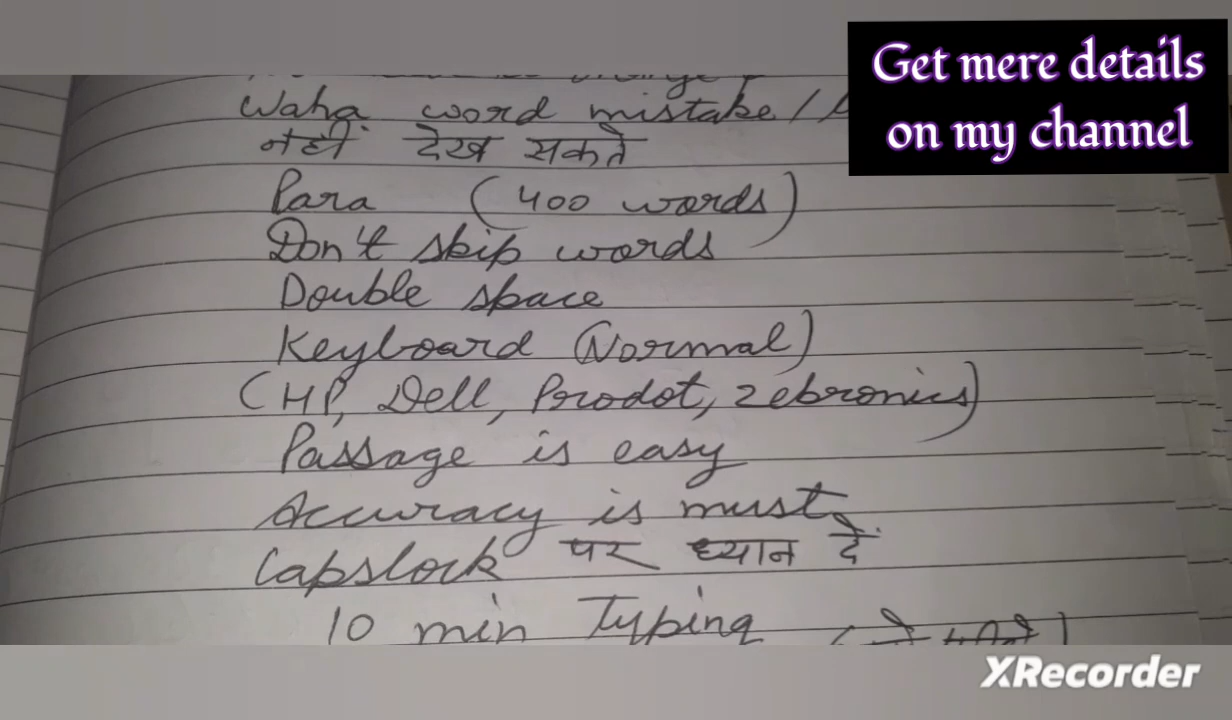 Get mere details
on my channel
Waha word mistake /
नहीं देख सकते
Para (400 words)
Don't skip words
Double space
Keyboard (Normal)
(HP, Dell, Prodot, Zebronics)
Passage is easy
Accuracy is must
Capslock पर ध्यान दें
10 min Typing
XRecorder